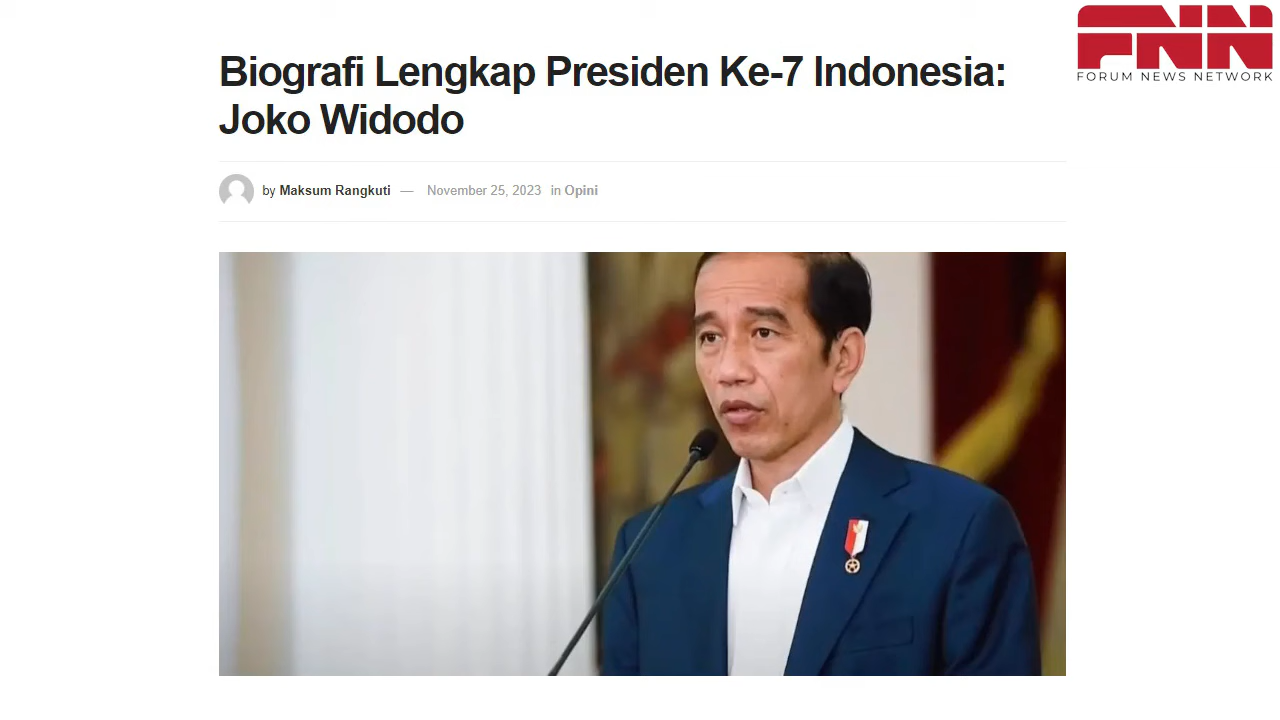 FNN
FORUM NEWS NETWORK
Biografi Lengkap Presiden Ke-7 Indonesia:
Joko Widodo
by Maksum Rangkuti — November 25, 2023 in Opini